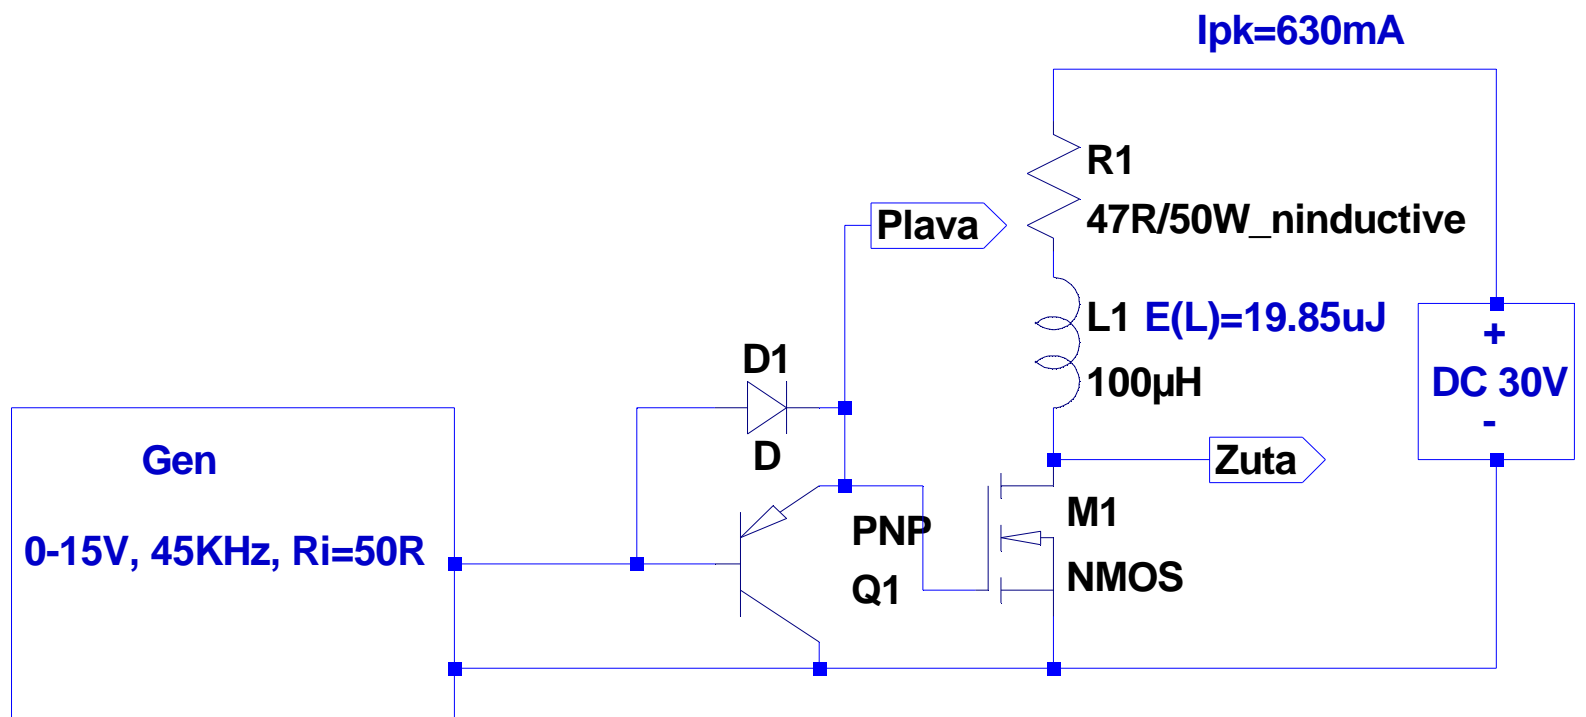 Ipk=630mA
R1
47R/50W_ninductive
Plava
L1 E(L)=19.85uJ
100µH
+
DC 30V
-
D1
D
Zuta
Gen
0-15V, 45KHz, Ri=50R
PNP
Q1
M1
NMOS